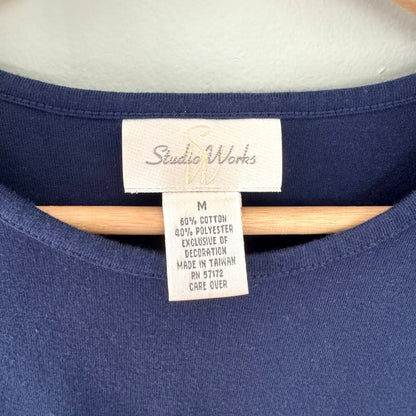 Studio Works
M
60% COTTON
40% POLYESTER
EXCLUSIVE OF
DECORATION
MADE IN TAIWAN
RN 57172
CARE OVER